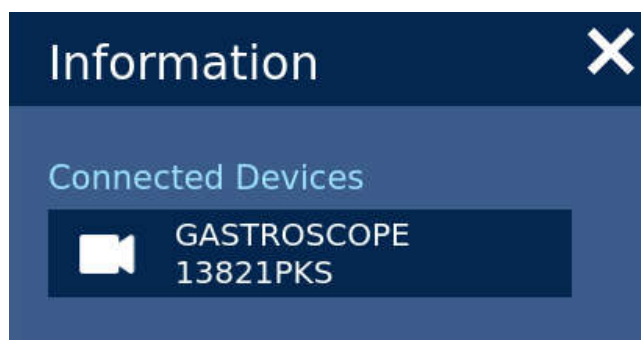 Information
Connected Devices
GASTROSCOPE
13821PKS